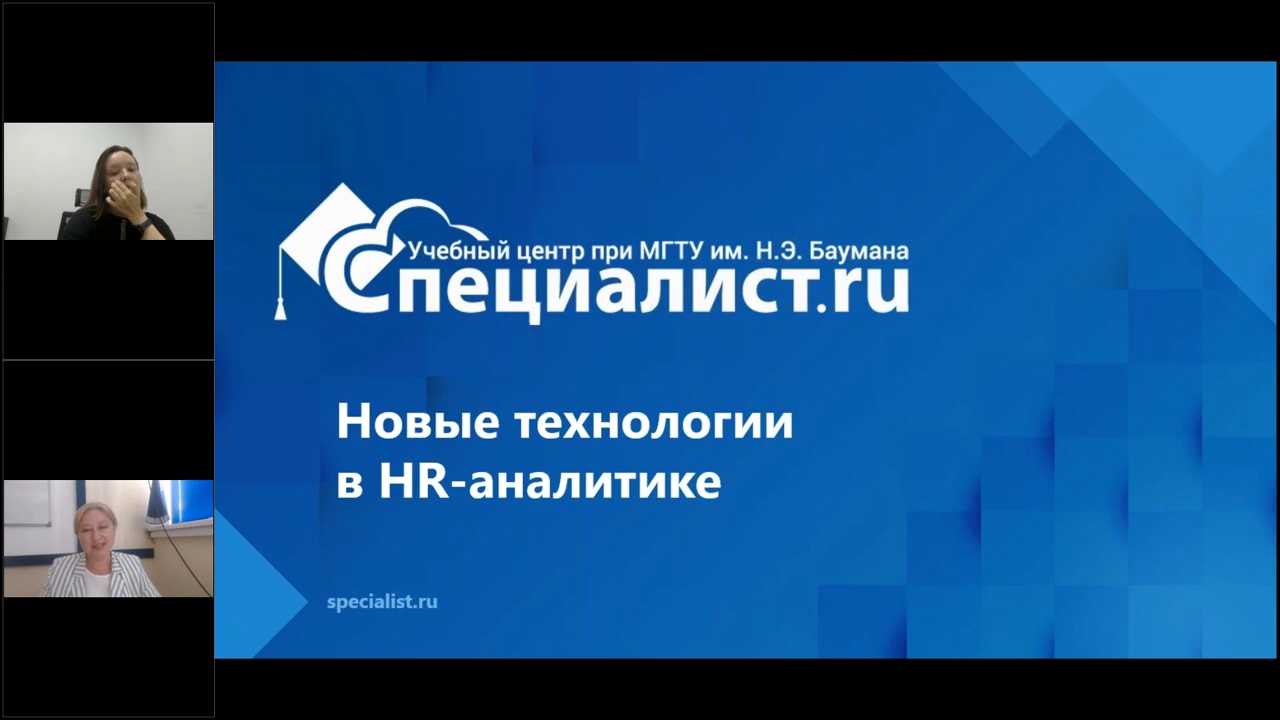 Учебный центр при МГТУ им. Н.Э. Баумана
Специалист.ru
Новые технологии
в HR-аналитике
specialist.ru